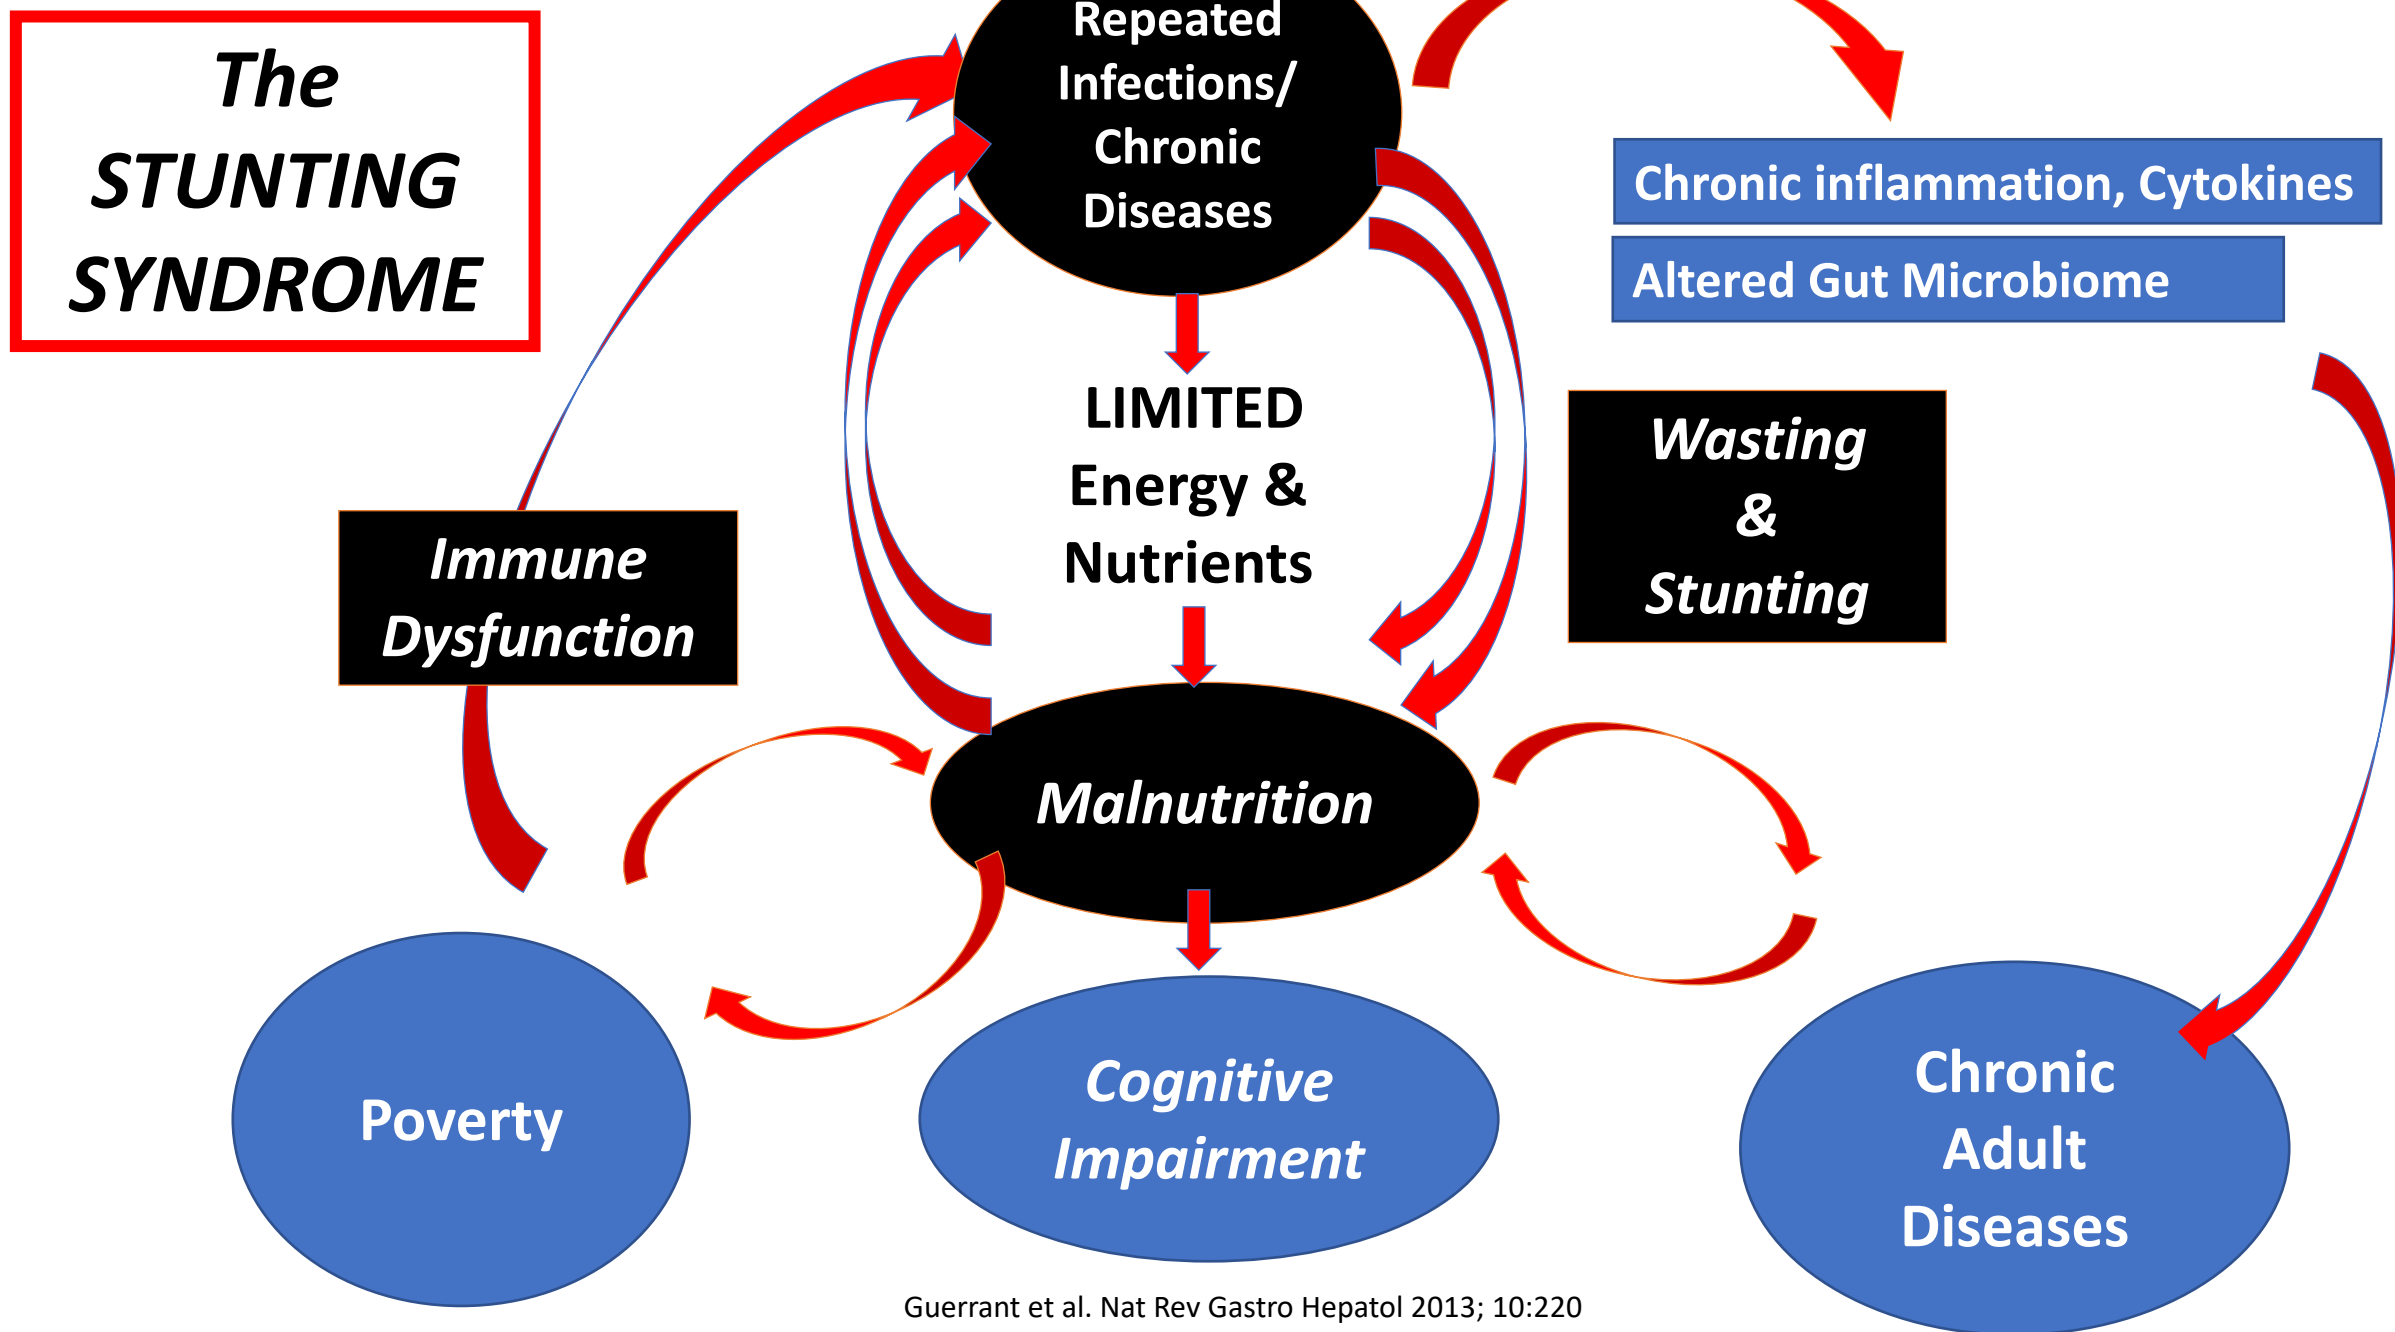 The
STUNTING
SYNDROME
Repeated
Infections/
Chronic
Diseases
Chronic inflammation, Cytokines
Altered Gut Microbiome
LIMITED
Energy &
Nutrients
Wasting
&
Stunting
Immune
Dysfunction
Malnutrition
Poverty
Cognitive
Impairment
Chronic
Adult
Diseases
Guerrant et al. Nat Rev Gastro Hepatol 2013; 10:220